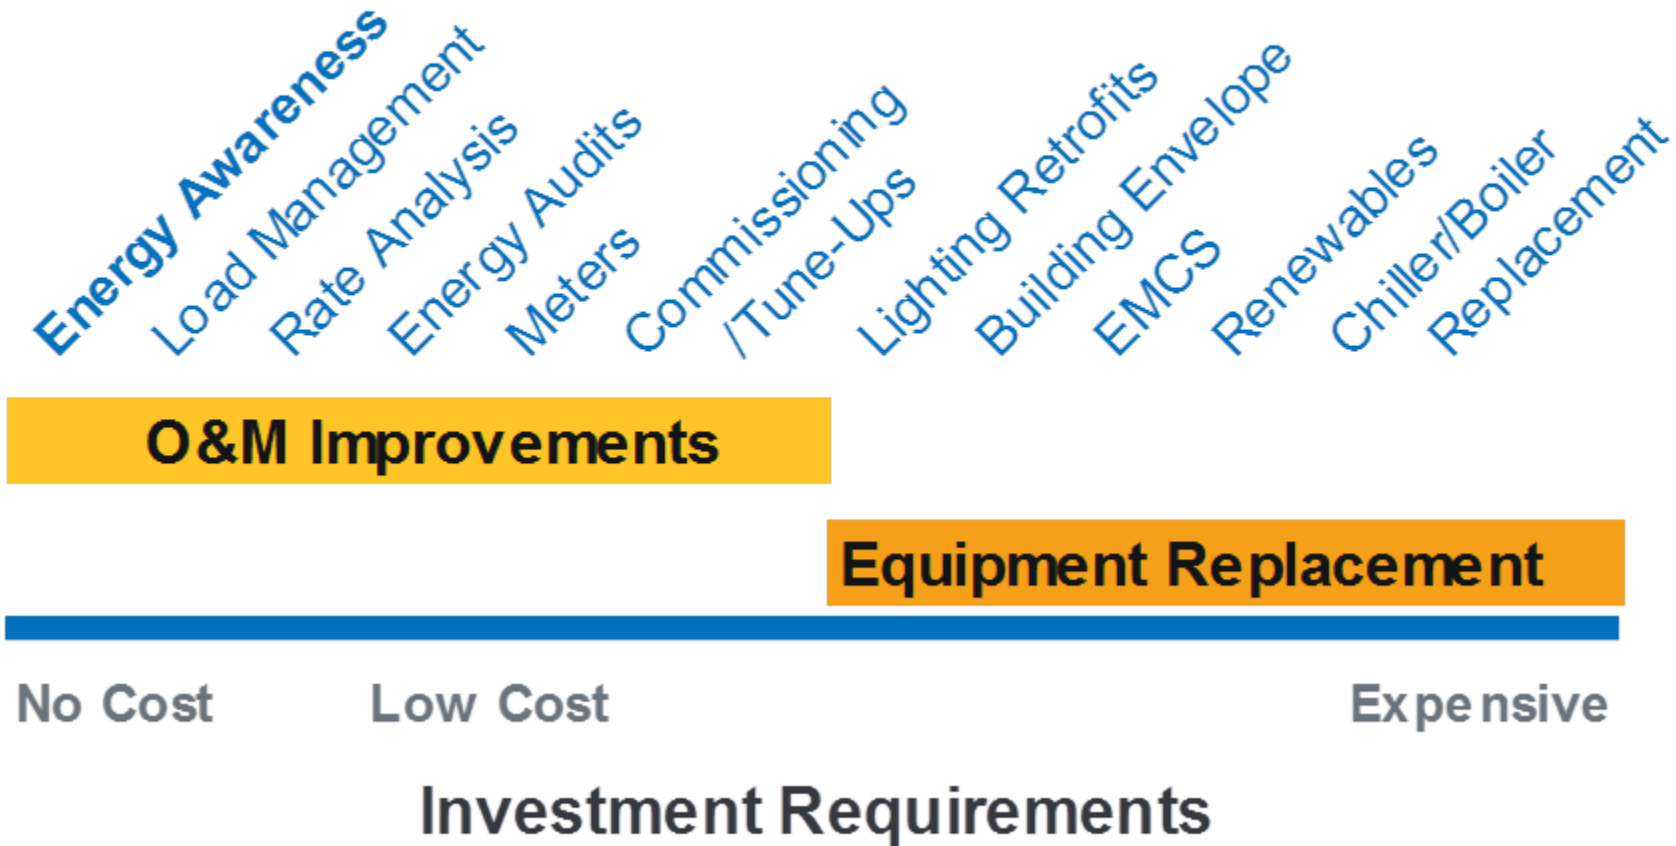 Energy Awareness
Load Management
Rate Analysis
Energy Audits
Meters
Commissioning
/Tune-Ups
Lighting Retrofits
Building Envelope
EMCS
Renewables
Chiller/Boiler
Replacement
O&M Improvements
Equipment Replacement
No Cost
Low Cost
Expensive
Investment Requirements